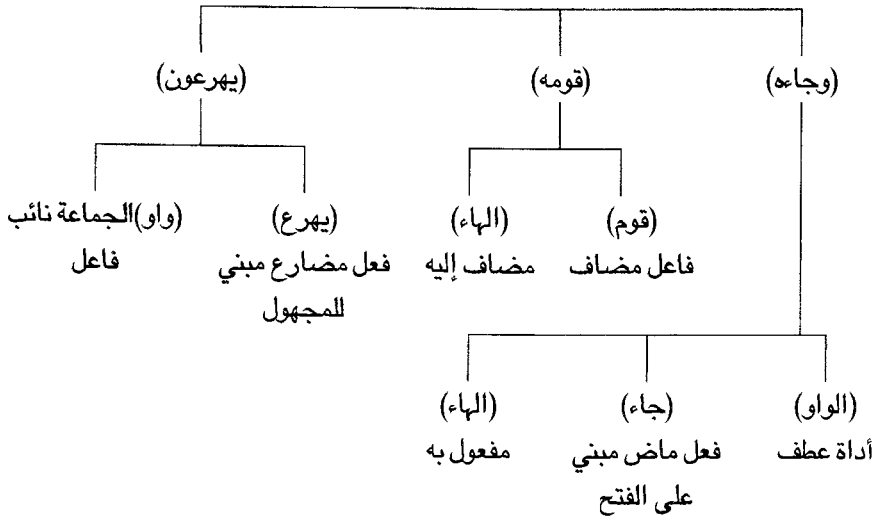 (وجاءه) (قومه) (يهرعون)
(قوم) (الهاء) (يهرع) (واو)الجماعة نائب
فاعل مضاف مضاف إليه فعل مضارع مبني فاعل
للمجهول
(الواو) (جاء) (الهاء)
أداة عطف فعل ماض مبني مفعول به
على الفتح